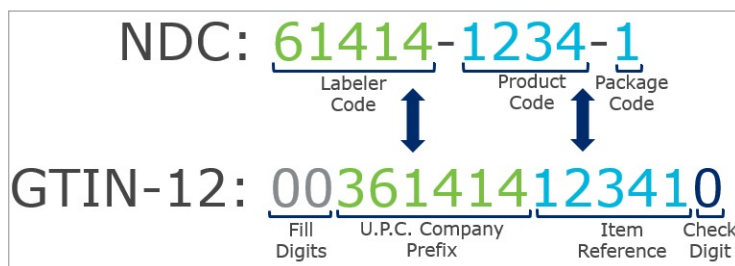 NDC: 61414-1234-1
Labeler Code
Product Code
Package Code
GTIN-12: 00361414123410
Fill Digits
U.P.C. Company Prefix
Item Reference
Check Digit